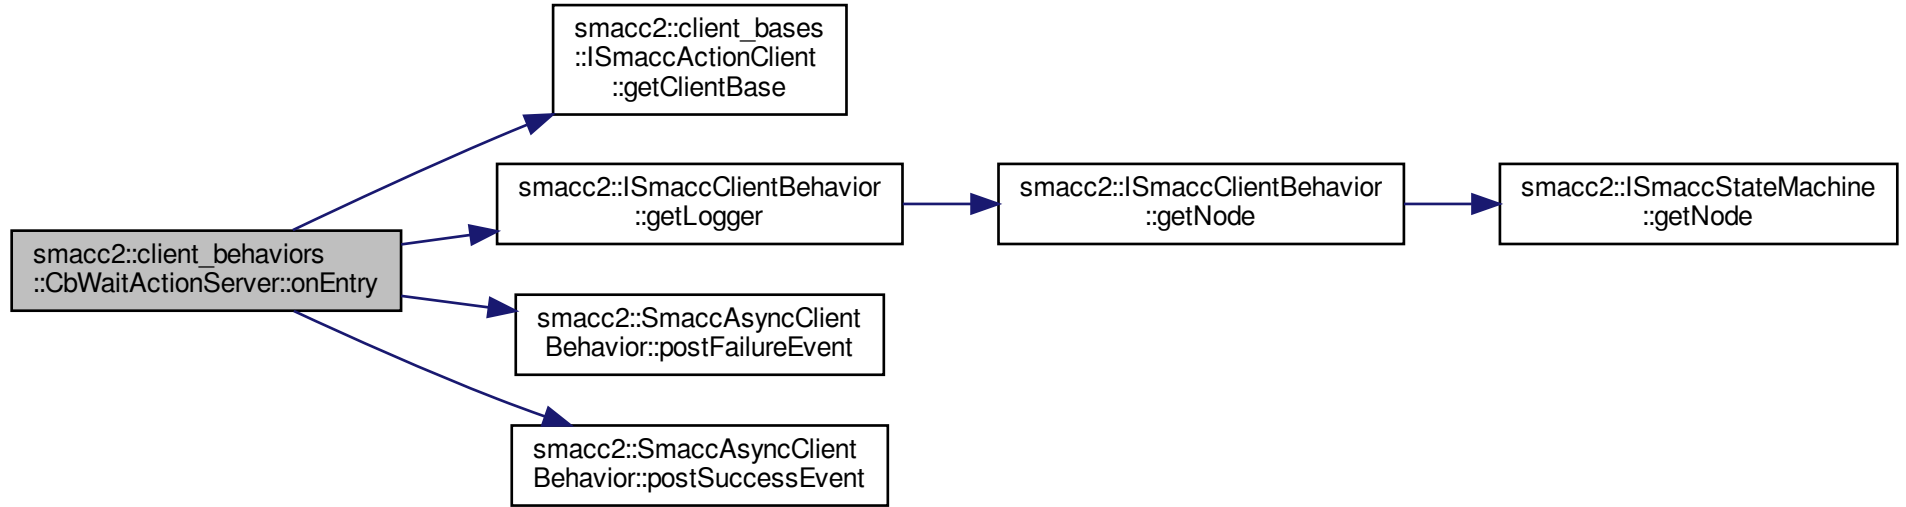 smacc2::client_bases
::ISmaccActionClient
::getClientBase
smacc2::ISmaccClientBehavior
::getLogger
smacc2::ISmaccClientBehavior
::getNode
smacc2::ISmaccStateMachine
::getNode
smacc2::client_behaviors
::CbWaitActionServer::onEntry
smacc2::SmaccAsyncClient
Behavior::postFailureEvent
smacc2::SmaccAsyncClient
Behavior::postSuccessEvent